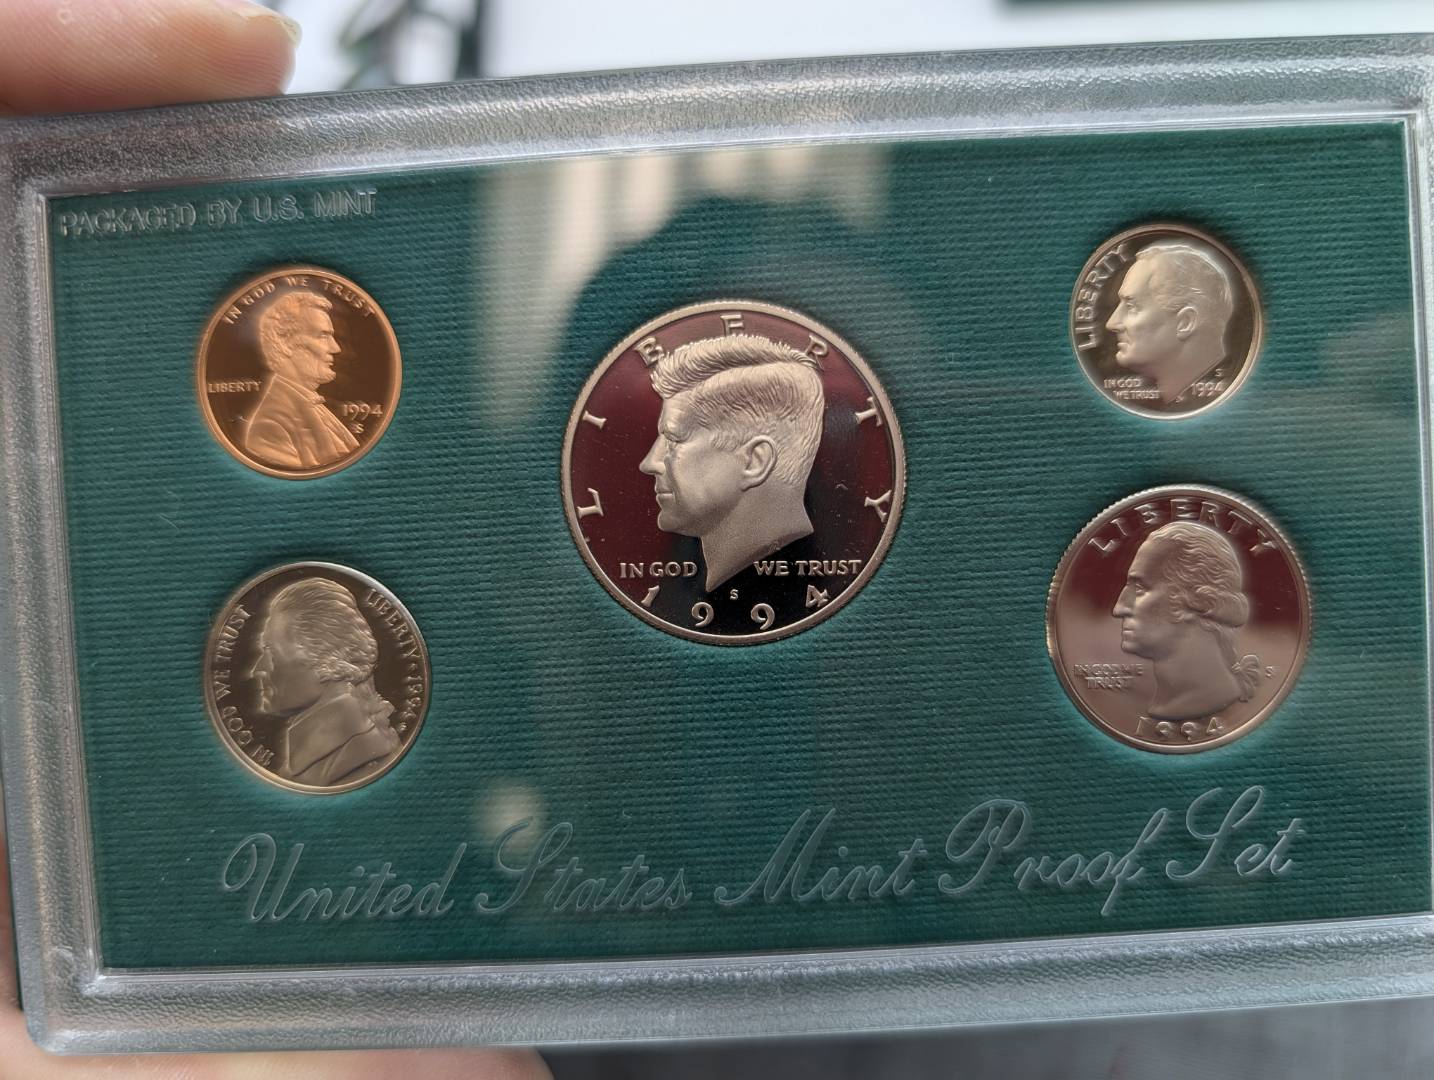 PACKAGED BY U.S. MINT
IN GOD WE TRUST
LIBERTY
1994
S
LIBERTY
IN GOD WE TRUST
1994
S
LIBERTY
IN GOD
WE TRUST
S
1994
IN GOD WE TRUST
LIBERTY 1994
LIBERTY
IN GOD WE
TRUST
S
1994
United States Mint Proof Set